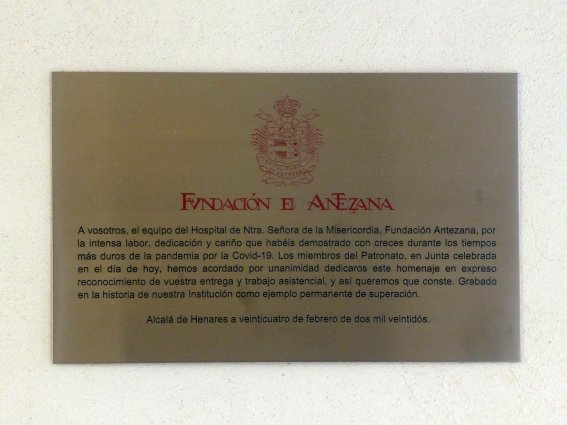 FVNDACIÓN DE ANTEZANA
A vosotros, el equipo del Hospital de Ntra. Señora de la Misericordia, Fundación Antezana, por
la intensa labor, dedicación y cariño que habéis demostrado con creces durante los tiempos
más duros de la pandemia por la Covid-19. Los miembros del Patronato, en Junta celebrada
en el día de hoy, hemos acordado por unanimidad dedicaros este homenaje en expreso
reconocimiento de vuestra entrega y trabajo asistencial, y así queremos que conste. Grabado
en la historia de nuestra Institución como ejemplo permanente de superación.
Alcalá de Henares a veinticuatro de febrero de dos mil veintidós.